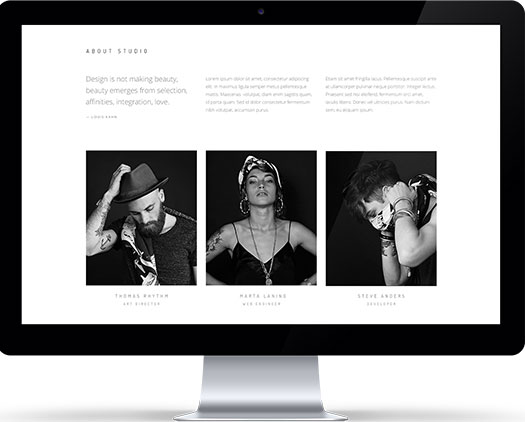 ABOUT STUDIO
Design is not making beauty,
beauty emerges from selection,
affinities, integration, love.
— LOUIS KAHN
Lorem ipsum dolor sit amet, consectetur adipiscing
elit. In maximus ligula semper metus pellentesque
mattis. Maecenas volutpat, diam enim sagittis quam,
id porta quam. Sed id dolor consectetur fermentum
nibh volutpat, accumsan purus.
Etiam sit amet fringilla lacus. Pellentesque suscipit ante
at ullamcorper pulvinar neque porttitor. Integer lectus.
Praesent sed nisi eleifend, fermentum orci amet,
iaculis libero. Donec vel ultricies purus. Nam dictum
sem, eu aliquam ipsum.
THOMAS RHYTHM
ART DIRECTOR
MARTA LANINO
WEB ENGINEER
STEVE ANDERS
DEVELOPER